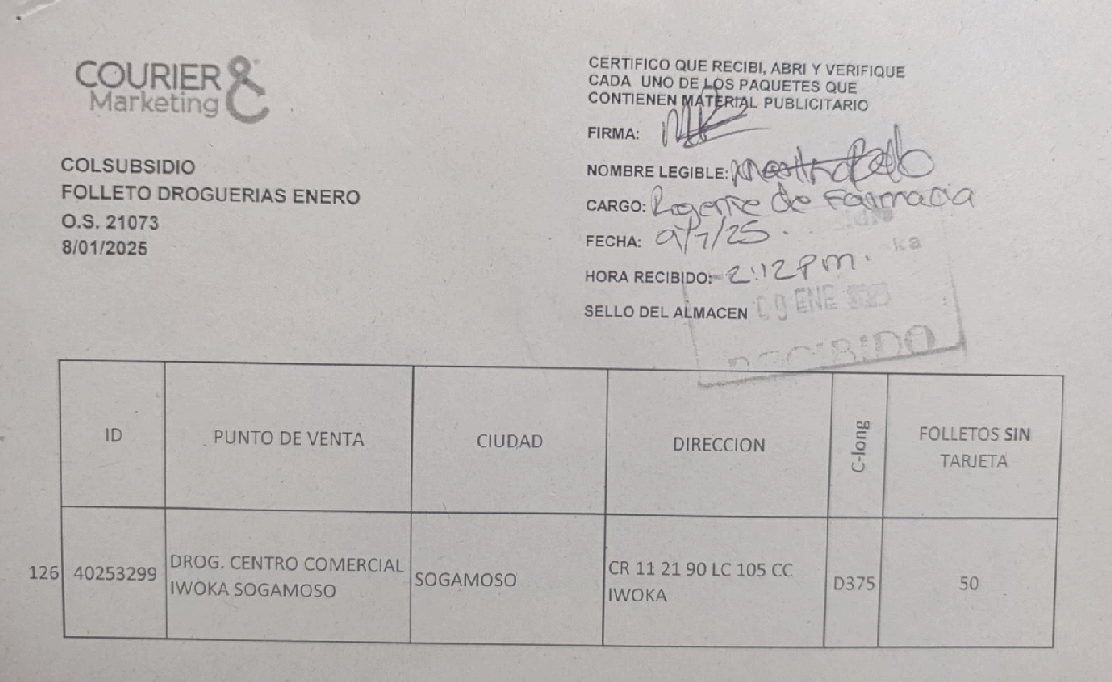 COURIER &
Marketing
COLSUBSIDIO
FOLLETO DROGUERIAS ENERO
O.S. 21073
8/01/2025
CERTIFICO QUE RECIBI, ABRI Y VERIFIQUE
CADA UNO DE LOS PAQUETES QUE
CONTIENEN MATERIAL PUBLICITARIO
FIRMA:
NOMBRE LEGIBLE:
CARGO: Regente de Farmacia
FECHA: 9/1/25.
HORA RECIBIDO: 2:12 pm.
SELLO DEL ALMACEN 09 ENE
RECIBIDO
ID PUNTO DE VENTA CIUDAD DIRECCION C-long FOLLETOS SIN
TARJETA
126 40253299 DROG. CENTRO COMERCIAL
IWOKA SOGAMOSO
SOGAMOSO
CR 11 21 90 LC 105 CC
IWOKA
D375
50